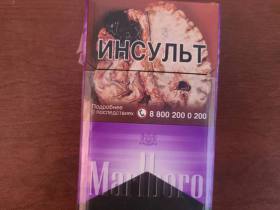 ИНСУЛЬТ
Подробнее
о последствиях 8 800 200 0 200
Marlboro